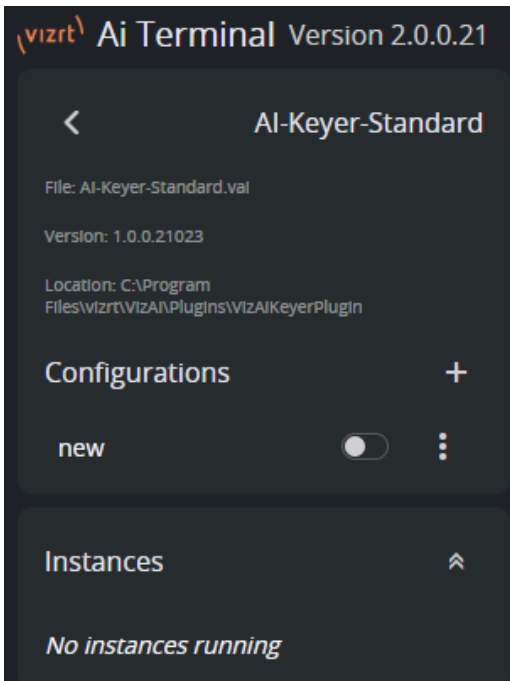 vizrt Ai Terminal Version 2.0.0.21
AI-Keyer-Standard
File: AI-Keyer-Standard.vai
Version: 1.0.0.21023
Location: C:\Program
Files\vizrt\VizAI\Plugins\VizAIKeyerPlugin
Configurations +
new
Instances
No instances running